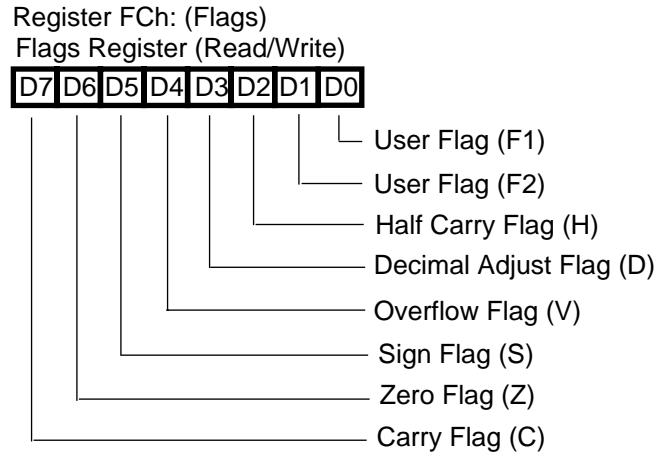 Register FCh: (Flags)
Flags Register (Read/Write)
D7 D6 D5 D4 D3 D2 D1 D0
User Flag (F1)
User Flag (F2)
Half Carry Flag (H)
Decimal Adjust Flag (D)
Overflow Flag (V)
Sign Flag (S)
Zero Flag (Z)
Carry Flag (C)